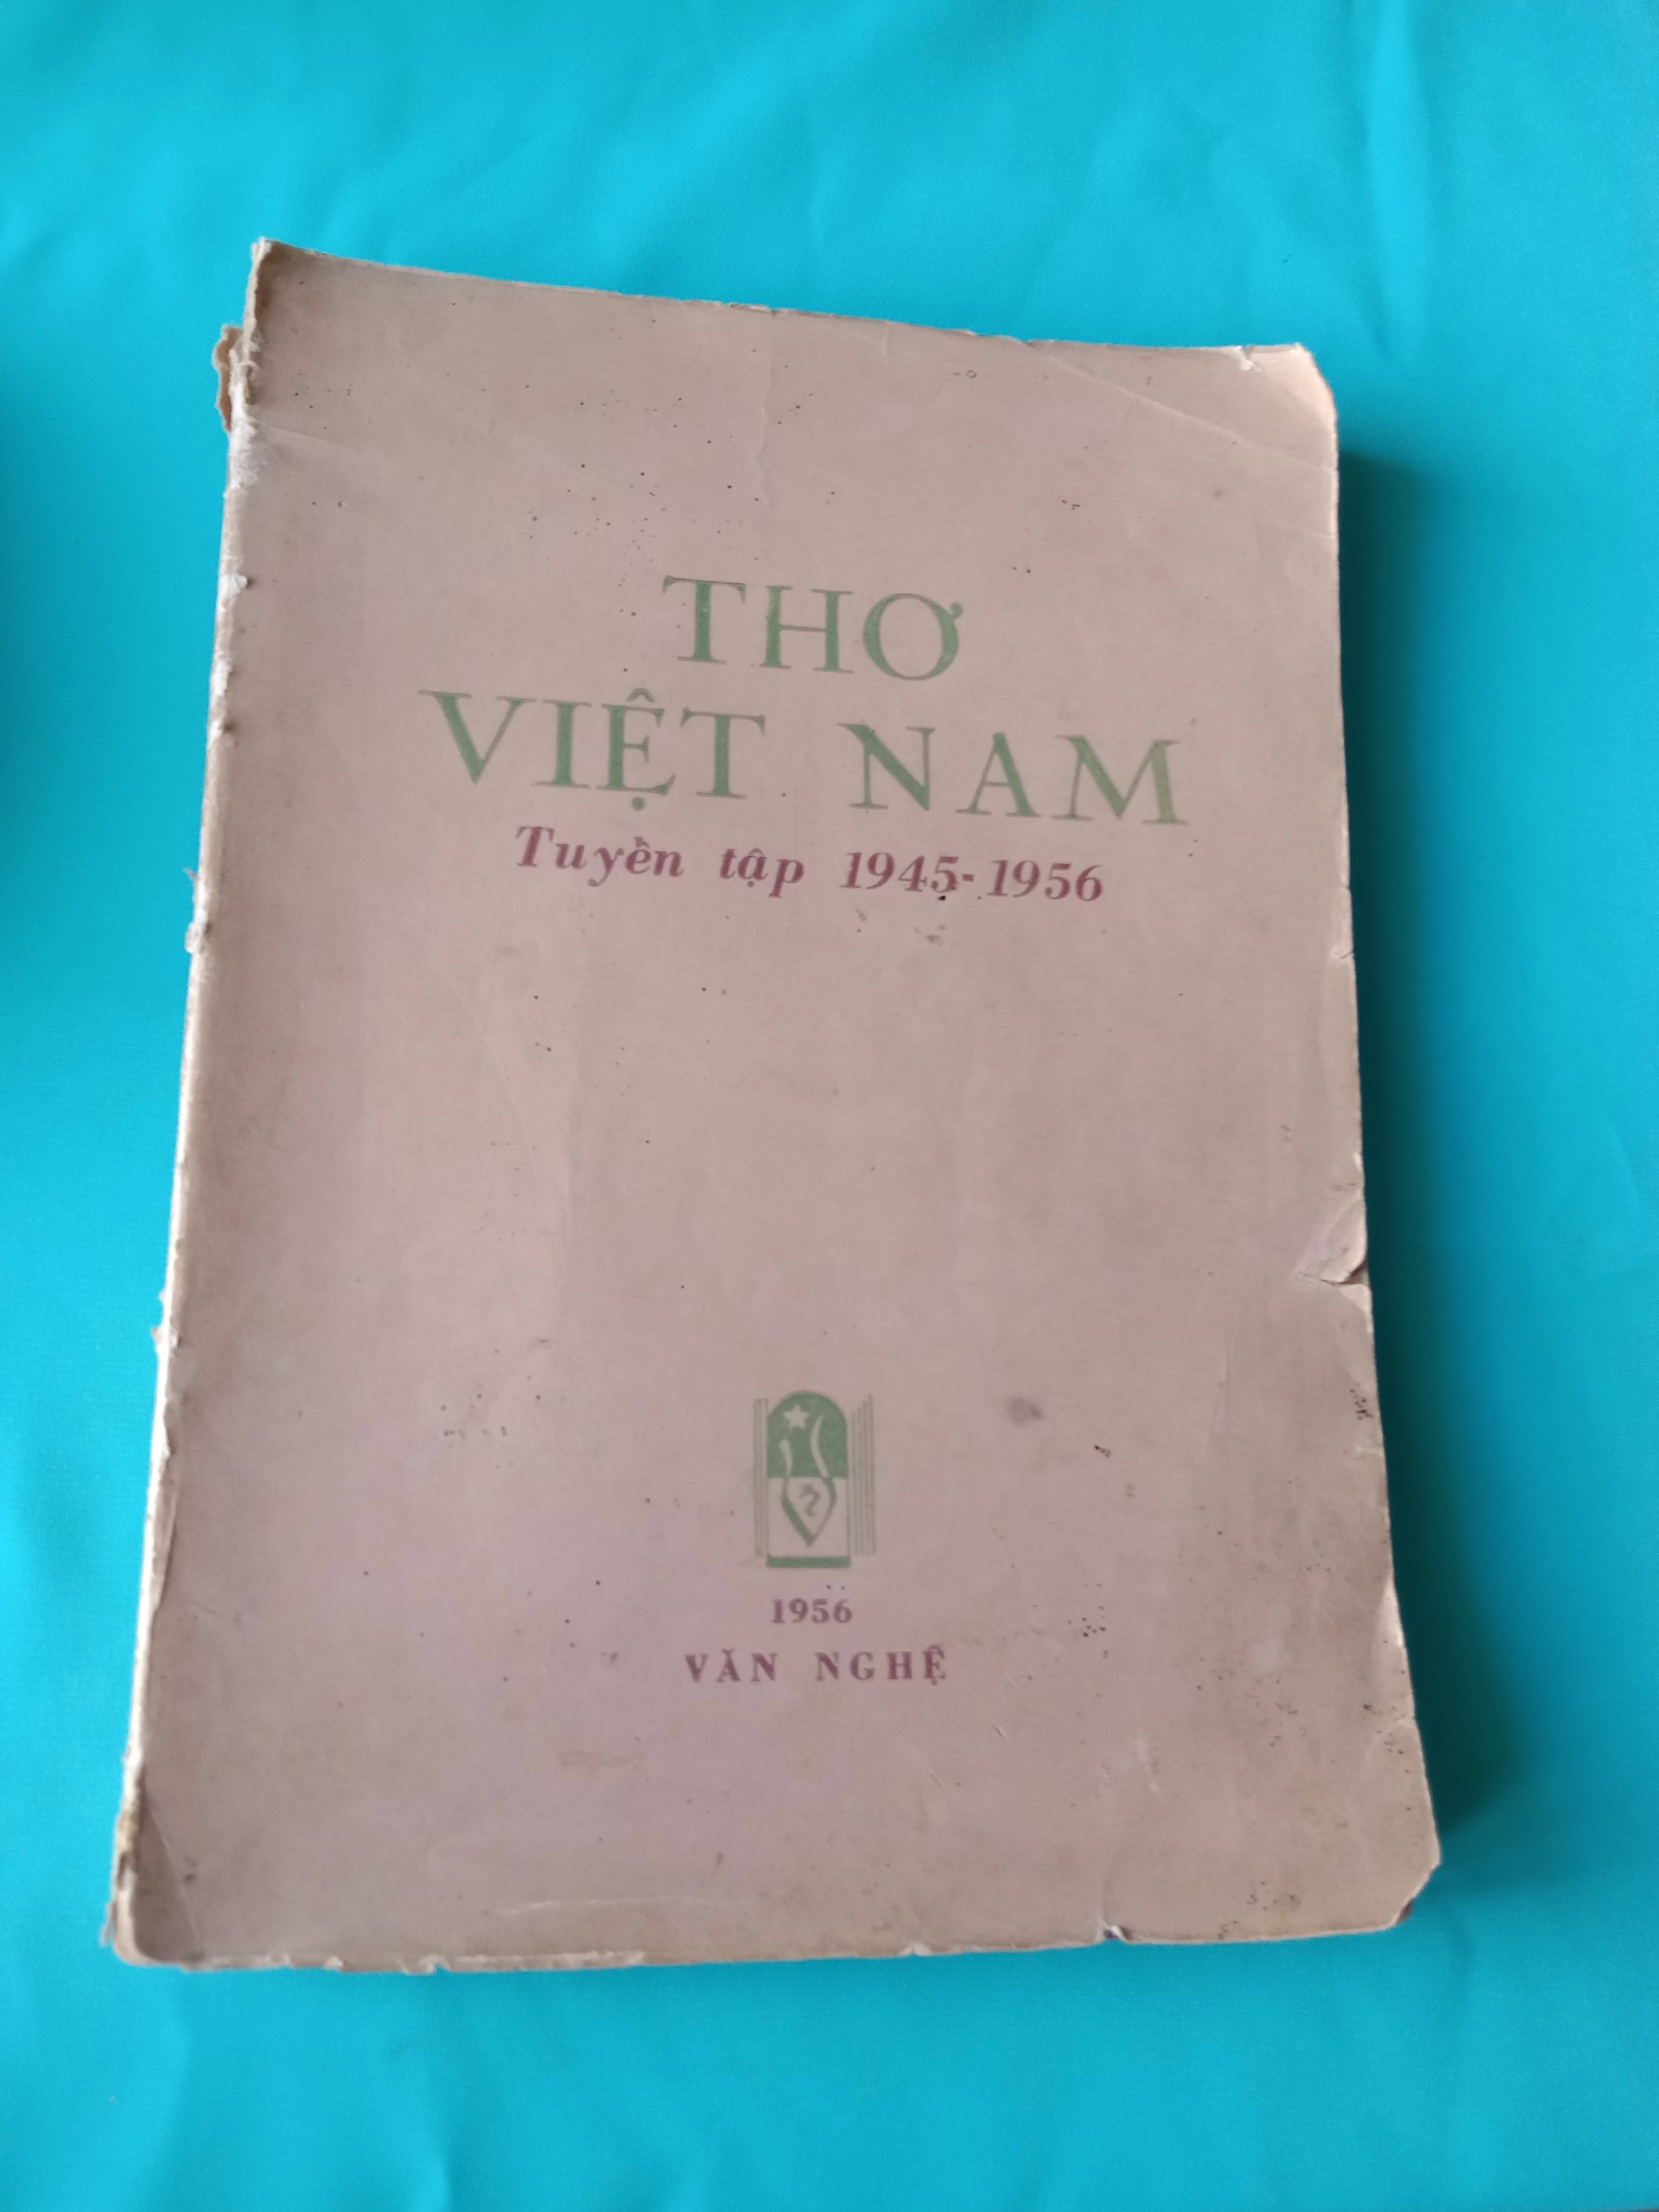 THƠ
VIỆT NAM
Tuyển tập 1945-1956
1956
VĂN NGHỆ